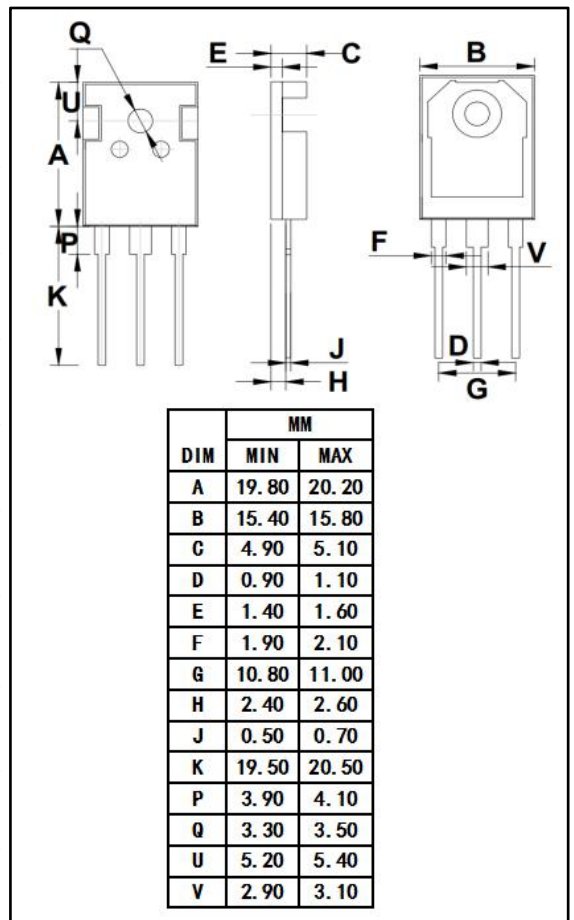 Q
E C B
U
A
P
K
F V
J
H
D
G
MM
DIM MIN MAX
A 19.80 20.20
B 15.40 15.80
C 4.90 5.10
D 0.90 1.10
E 1.40 1.60
F 1.90 2.10
G 10.80 11.00
H 2.40 2.60
J 0.50 0.70
K 19.50 20.50
P 3.90 4.10
Q 3.30 3.50
U 5.20 5.40
V 2.90 3.10